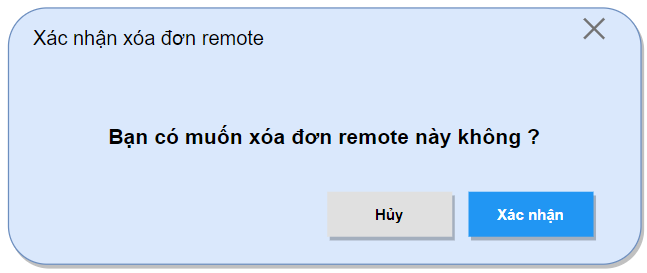 Xác nhận xóa đơn remote
Bạn có muốn xóa đơn remote này không ?
Hủy
Xác nhận